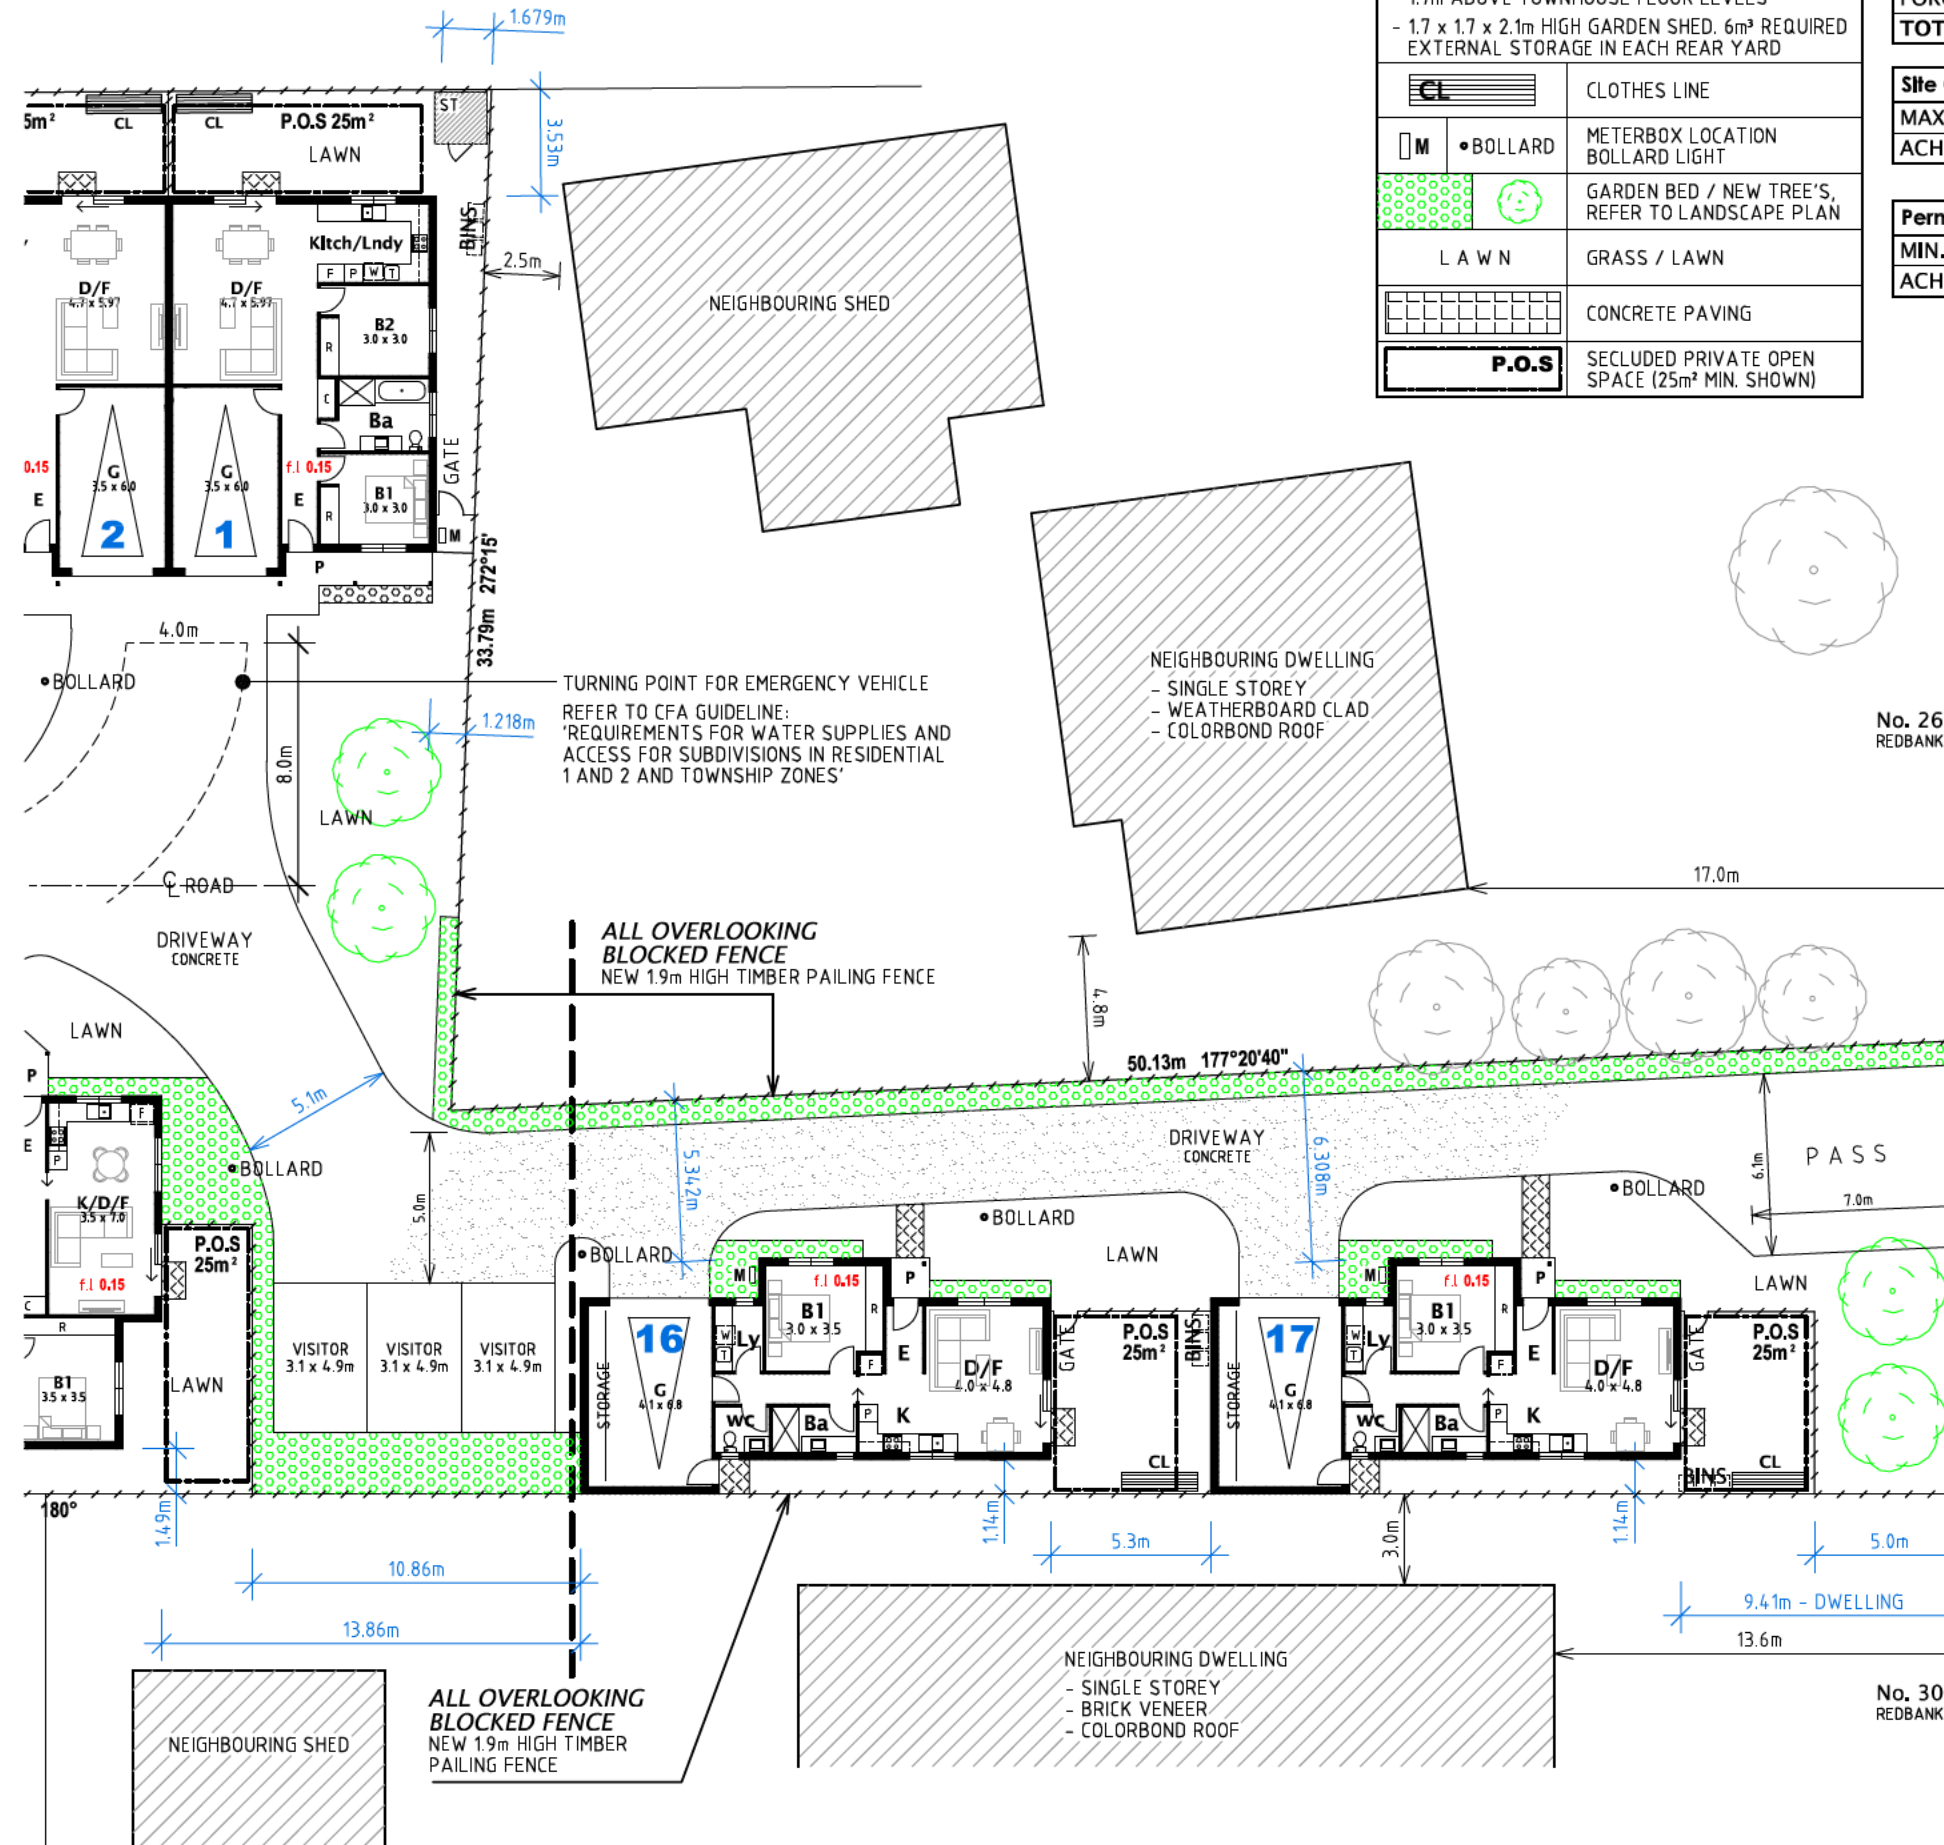 1.679m
- 1.7 x 1.7 x 2.1m HIGH GARDEN SHED. 6m³ REQUIRED
EXTERNAL STORAGE IN EACH REAR YARD
TOT
CL
CLOTHES LINE
Site
MAX
ACH
M
BOLLARD
METERBOX LOCATION
BOLLARD LIGHT
GARDEN BED / NEW TREE'S,
REFER TO LANDSCAPE PLAN
Perm
MIN.
ACH
LAWN
GRASS / LAWN
CONCRETE PAVING
P.O.S
SECLUDED PRIVATE OPEN
SPACE (25m² MIN. SHOWN)
5m²
CL
CL
P.O.S 25m²
LAWN
ST
3.53m
BINS
2.5m
Kitch/Lndy
F P W T
D/F
4.7 x 5.97
D/F
4.7 x 5.97
B2
3.0 x 3.0
R
C
Ba
GATE
0.15
E
G
3.5 x 6.0
2
G
3.5 x 6.0
1
f.l 0.15
E
B1
3.0 x 3.0
R
M
P
NEIGHBOURING SHED
33.79m 272°15'
4.0m
BOLLARD
8.0m
TURNING POINT FOR EMERGENCY VEHICLE
REFER TO CFA GUIDELINE:
'REQUIREMENTS FOR WATER SUPPLIES AND
ACCESS FOR SUBDIVISIONS IN RESIDENTIAL
1 AND 2 AND TOWNSHIP ZONES'
1.218m
LAWN
NEIGHBOURING DWELLING
- SINGLE STOREY
- WEATHERBOARD CLAD
- COLORBOND ROOF
No. 26
REDBANK
17.0m
CL ROAD
DRIVEWAY
CONCRETE
ALL OVERLOOKING
BLOCKED FENCE
NEW 1.9m HIGH TIMBER PAILING FENCE
4.8m
50.13m 177°20'40"
LAWN
P
E
5.1m
F
P
BOLLARD
K/D/F
3.5 x 7.0
f.l 0.15
C
R
B1
3.5 x 3.5
P.O.S
25m²
LAWN
5.0m
5.342m
DRIVEWAY
CONCRETE
6.308m
6.1m
PASS
7.0m
BOLLARD
BOLLARD
BOLLARD
LAWN
LAWN
VISITOR
3.1 x 4.9m
VISITOR
3.1 x 4.9m
VISITOR
3.1 x 4.9m
STORAGE
16
G
4.1 x 6.8
M
W
T
Ly
f.l 0.15
B1
3.0 x 3.5
R
F
P
E
D/F
4.0 x 4.8
WC
Ba
P
K
GATE
P.O.S
25m²
BINS
CL
STORAGE
17
G
4.1 x 6.8
M
W
T
Ly
f.l 0.15
B1
3.0 x 3.5
R
F
P
E
D/F
4.0 x 4.8
WC
Ba
P
K
GATE
P.O.S
25m²
BINS
CL
180°
1.49m
1.14m
5.3m
3.0m
1.14m
5.0m
10.86m
9.41m - DWELLING
13.86m
13.6m
NEIGHBOURING DWELLING
- SINGLE STOREY
- BRICK VENEER
- COLORBOND ROOF
No. 30
REDBANK
ALL OVERLOOKING
BLOCKED FENCE
NEW 1.9m HIGH TIMBER
PAILING FENCE
NEIGHBOURING SHED